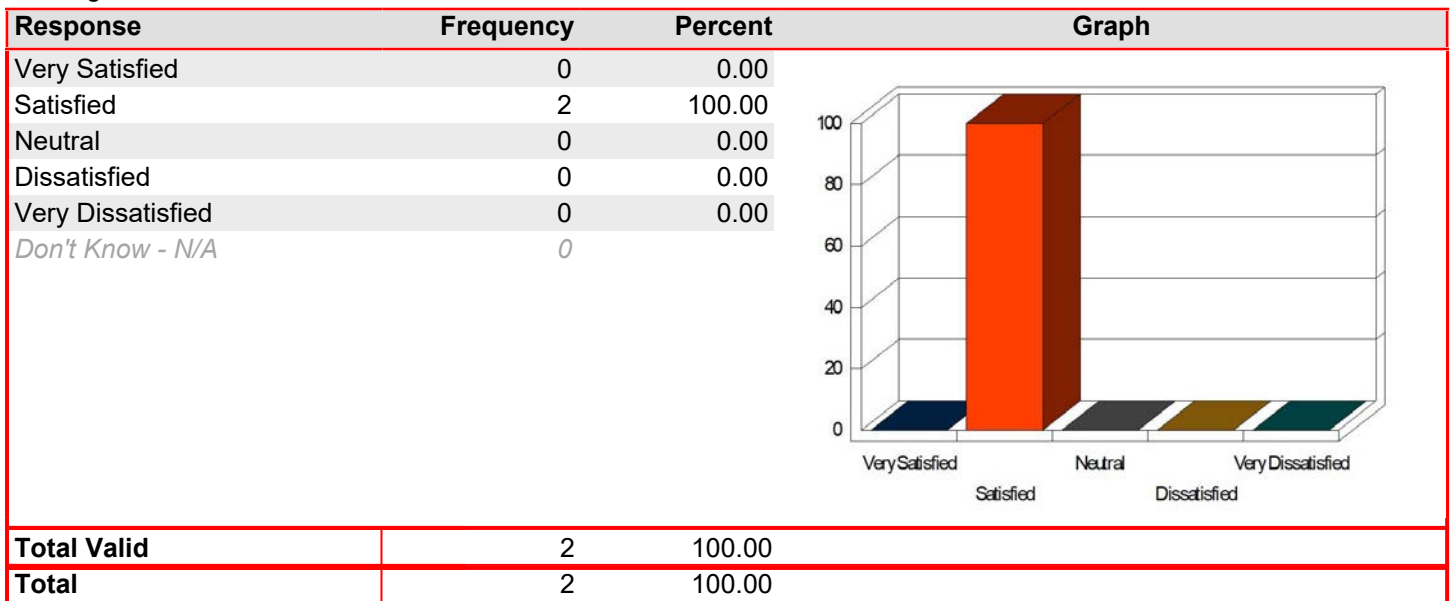 Response Frequency Percent Graph
Very Satisfied 0 0.00
Satisfied 2 100.00
Neutral 0 0.00
Dissatisfied 0 0.00
Very Dissatisfied 0 0.00
Don't Know - N/A 0
100
80
60
40
20
0
Very Satisfied Neutral Very Dissatisfied
Satisfied Dissatisfied
Total Valid 2 100.00
Total 2 100.00